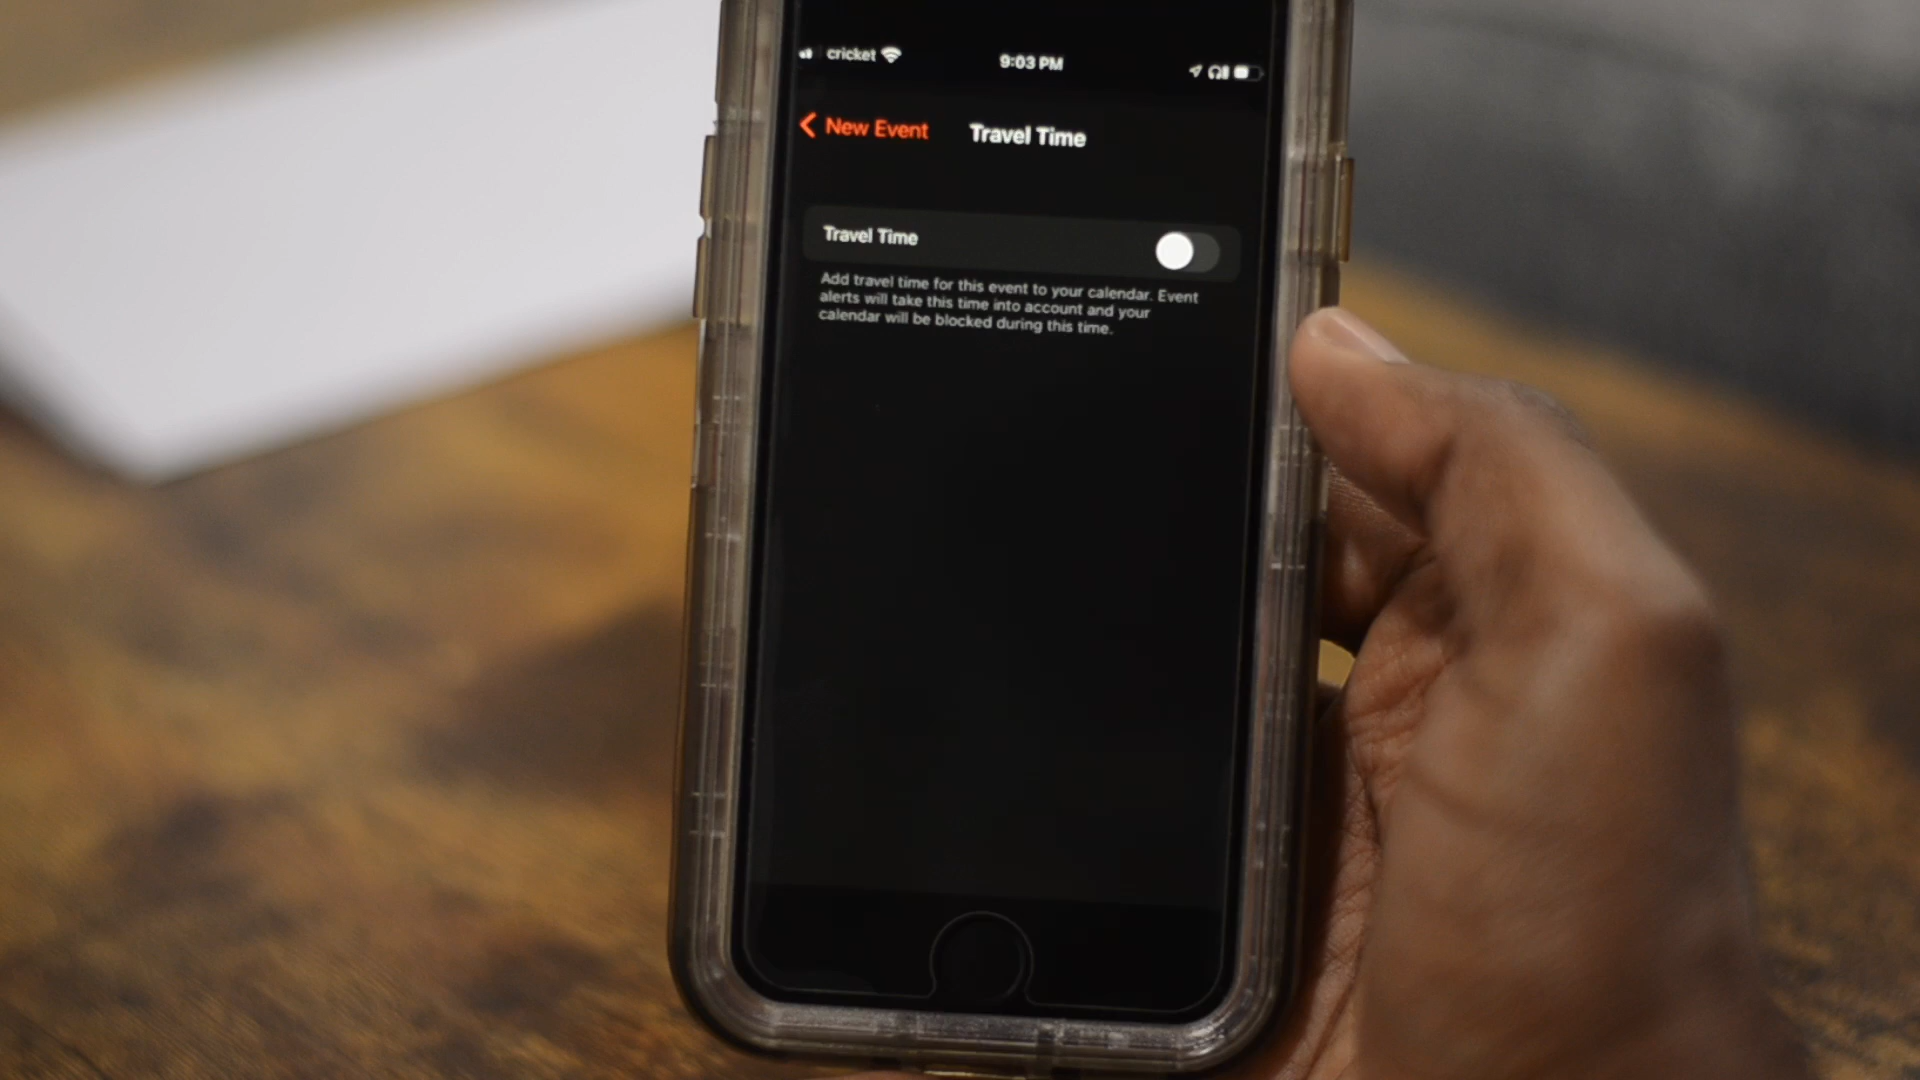 cricket
9:03 PM
New Event
Travel Time
Travel Time
Add travel time for this event to your calendar. Event
alerts will take this time into account and your
calendar will be blocked during this time.